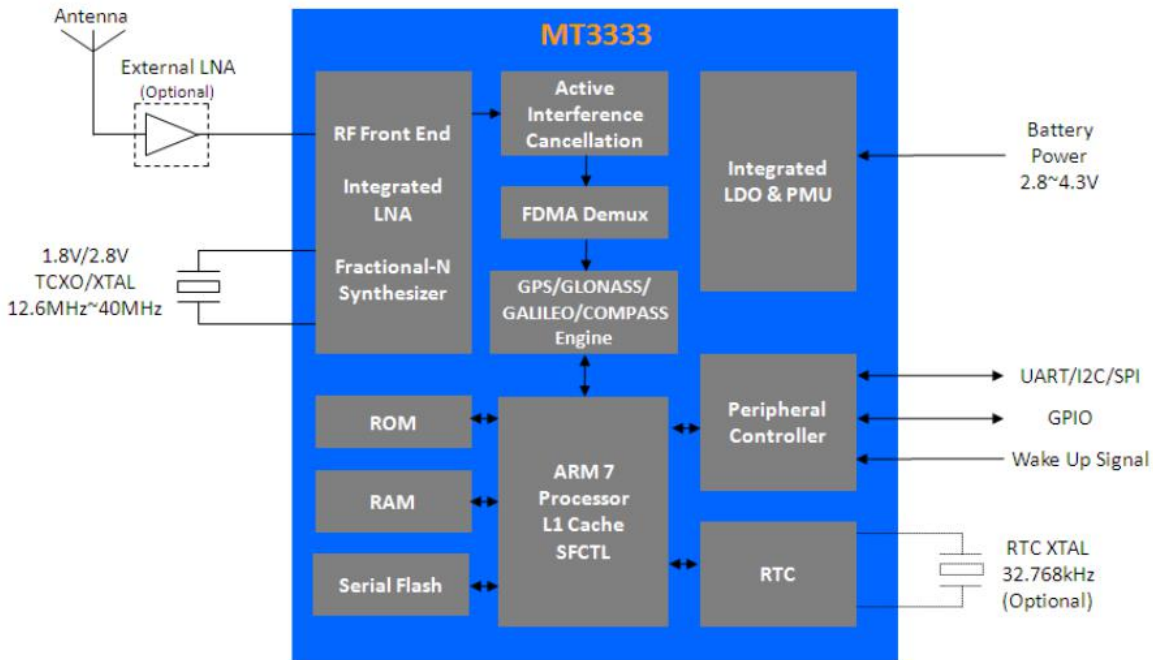 Antenna
External LNA
(Optional)
MT3333
RF Front End
Integrated
LNA
Fractional-N
Synthesizer
Active
Interference
Cancellation
FDMA Demux
GPS/GLONASS/
GALILEO/COMPASS
Engine
Integrated
LDO & PMU
Battery
Power
2.8~4.3V
1.8V/2.8V
TCXO/XTAL
12.6MHz~40MHz
ROM
RAM
Serial Flash
ARM 7
Processor
L1 Cache
SFCTL
Peripheral
Controller
UART/I2C/SPI
GPIO
Wake Up Signal
RTC
RTC XTAL
32.768kHz
(Optional)